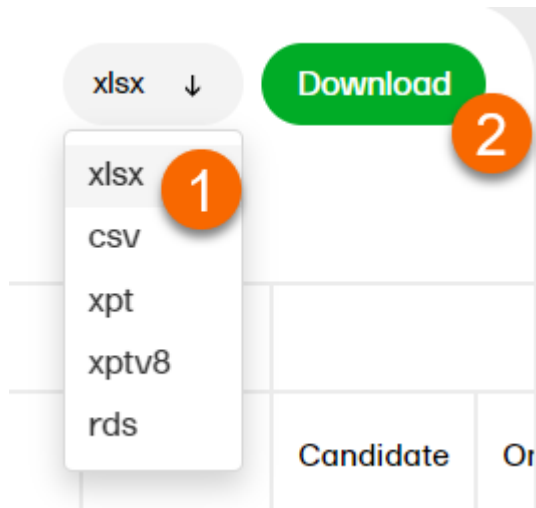 xlsx ↓ Download
2
xlsx
1
csv
xpt
xptv8
rds
Candidate